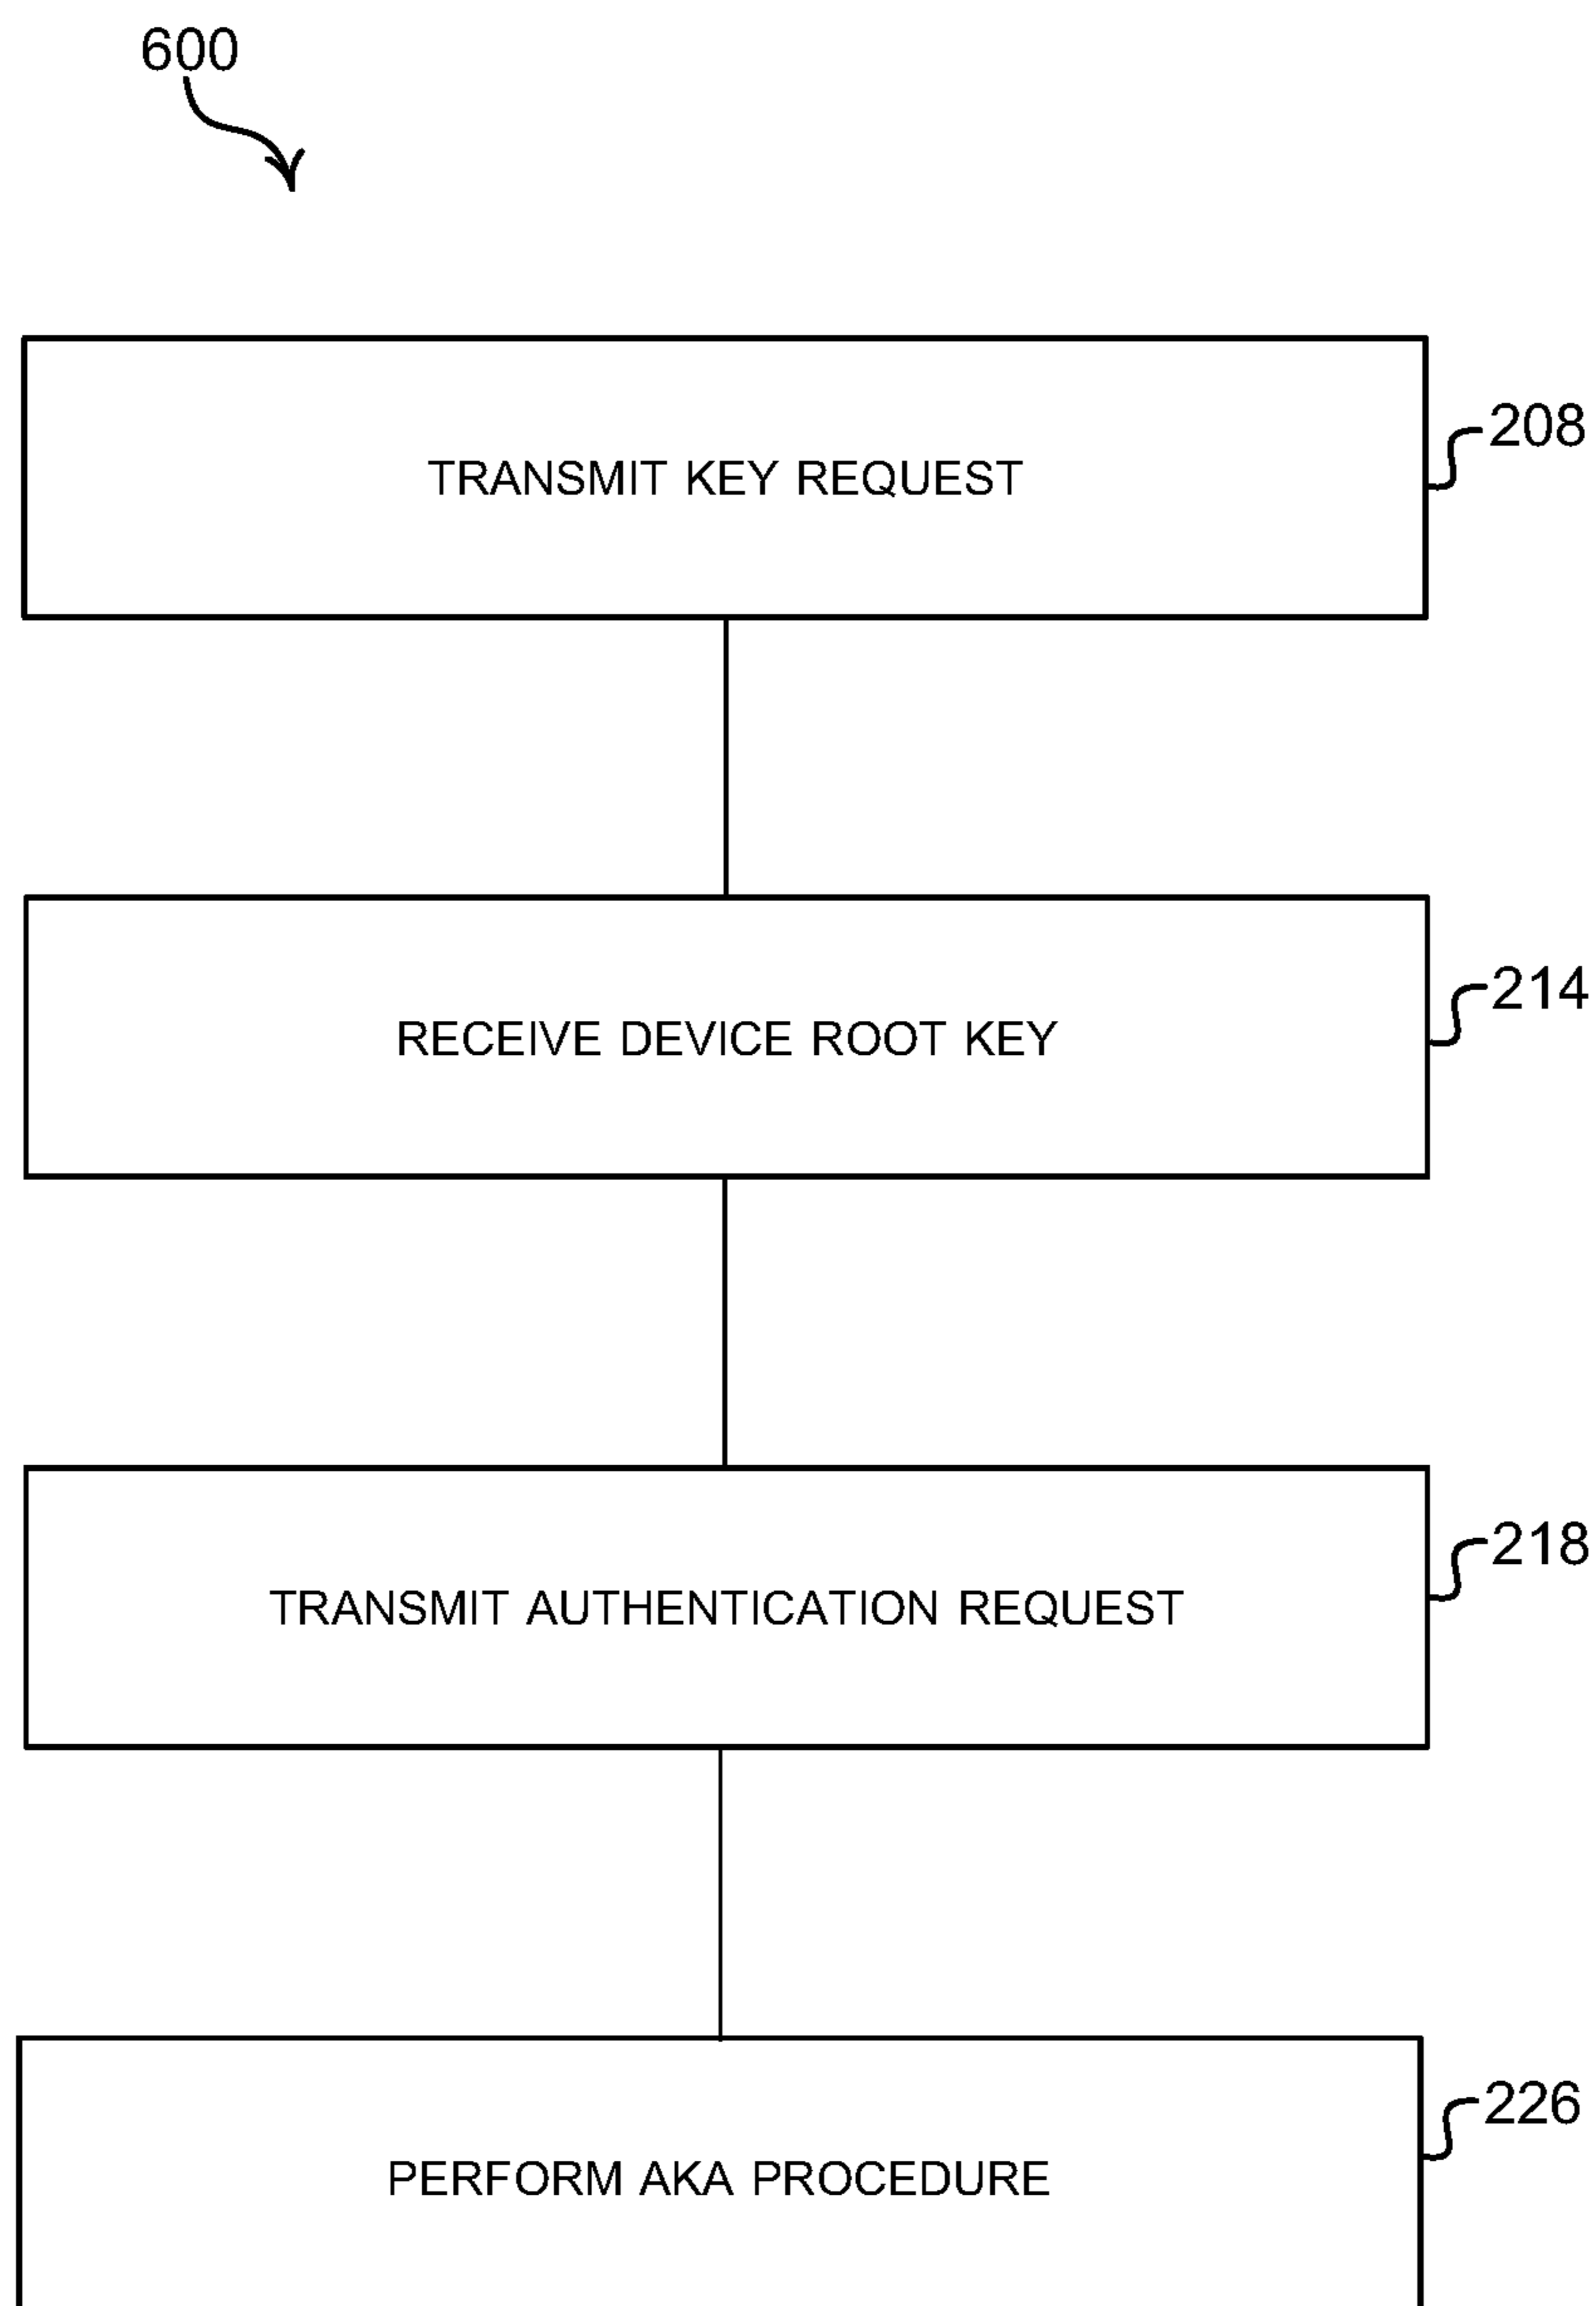 600
TRANSMIT KEY REQUEST
208
RECEIVE DEVICE ROOT KEY
214
TRANSMIT AUTHENTICATION REQUEST
218
PERFORM AKA PROCEDURE
226